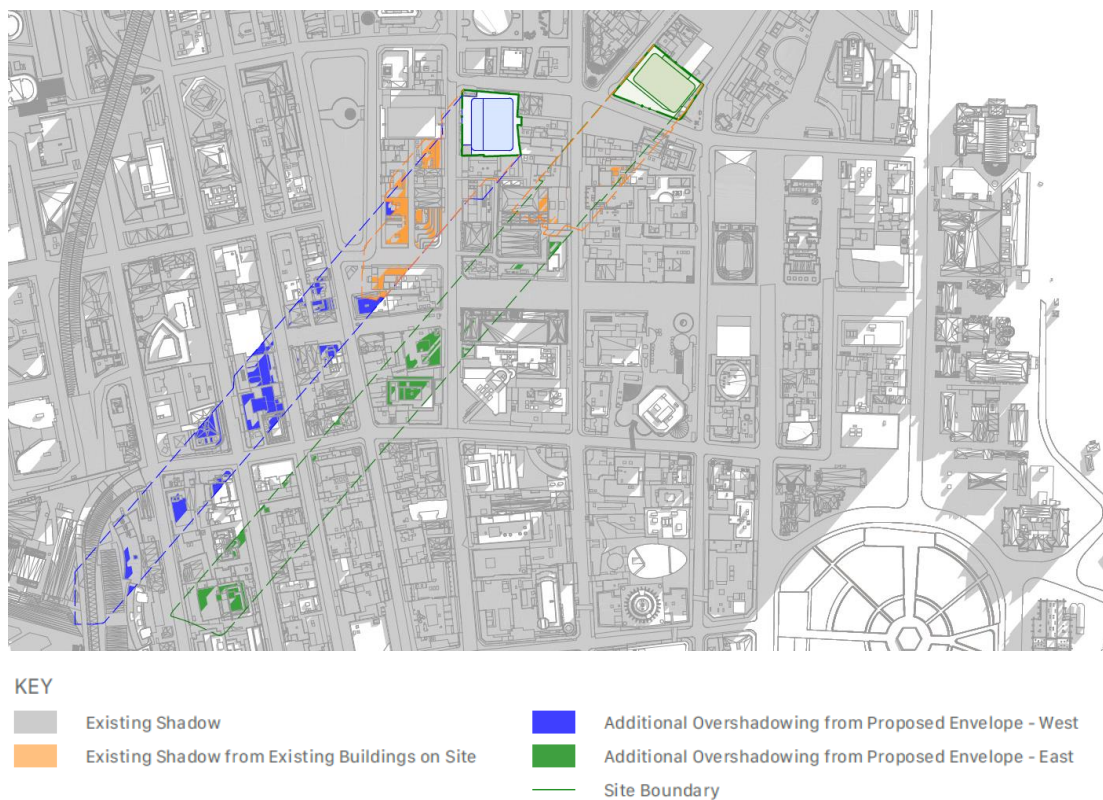 KEY
Existing Shadow
Existing Shadow from Existing Buildings on Site
Additional Overshadowing from Proposed Envelope - West
Additional Overshadowing from Proposed Envelope - East
Site Boundary